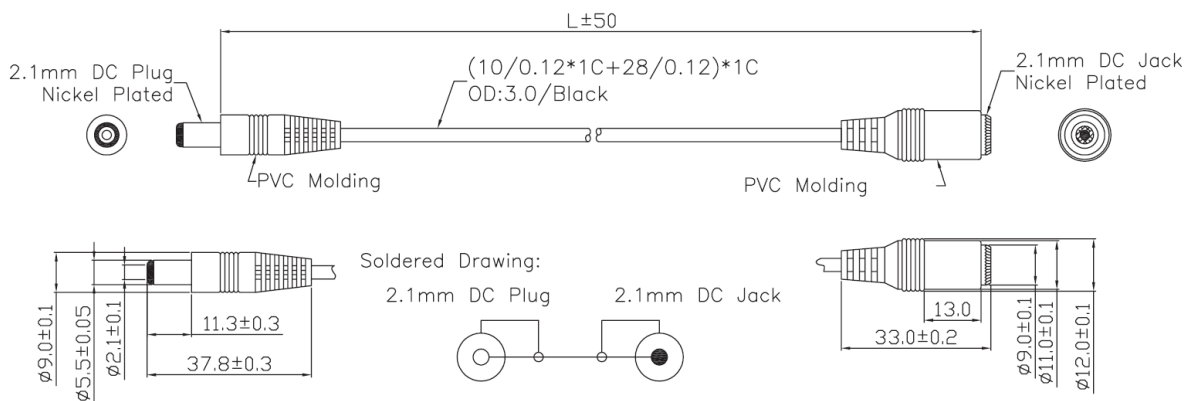 L±50
2.1mm DC Plug
Nickel Plated
(10/0.12*1C+28/0.12)*1C
OD:3.0/Black
2.1mm DC Jack
Nickel Plated
PVC Molding
PVC Molding
Soldered Drawing:
2.1mm DC Plug
2.1mm DC Jack
ø9.0±0.1
ø5.5±0.05
ø2.1±0.1
11.3±0.3
37.8±0.3
13.0
33.0±0.2
ø9.0±0.1
ø11.0±0.1
ø12.0±0.1